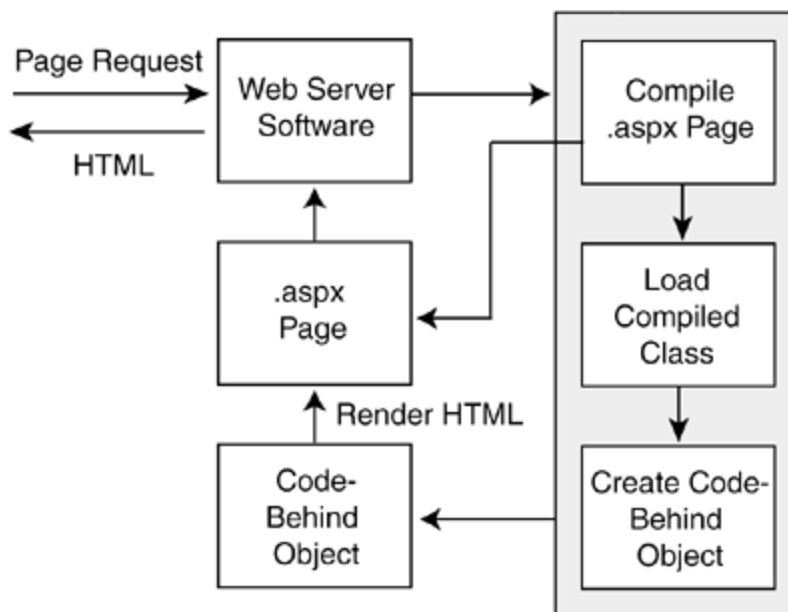 Page Request
HTML
Web Server
Software
Compile
.aspx Page
.aspx
Page
Load
Compiled
Class
Render HTML
Code-
Behind
Object
Create Code-
Behind
Object